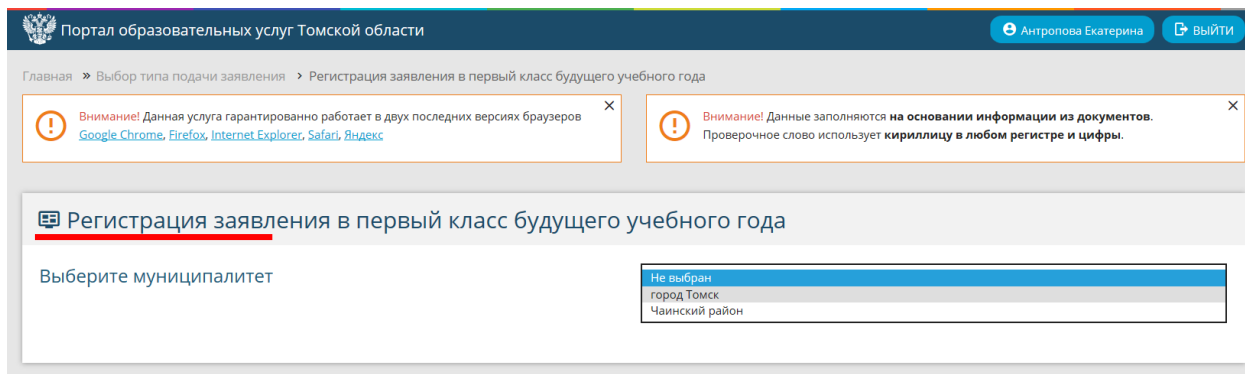 Портал образовательных услуг Томской области
Антропова Екатерина
ВЫЙТИ
Главная » Выбор типа подачи заявления > Регистрация заявления в первый класс будущего учебного года
Внимание! Данная услуга гарантированно работает в двух последних версиях браузеров
Google Chrome, Firefox, Internet Explorer, Safari, Яндекс
Внимание! Данные заполняются на основании информации из документов.
Проверочное слово использует кириллицу в любом регистре и цифры.
Регистрация заявления в первый класс будущего учебного года
Выберите муниципалитет
Не выбран
город Томск
Чаинский район